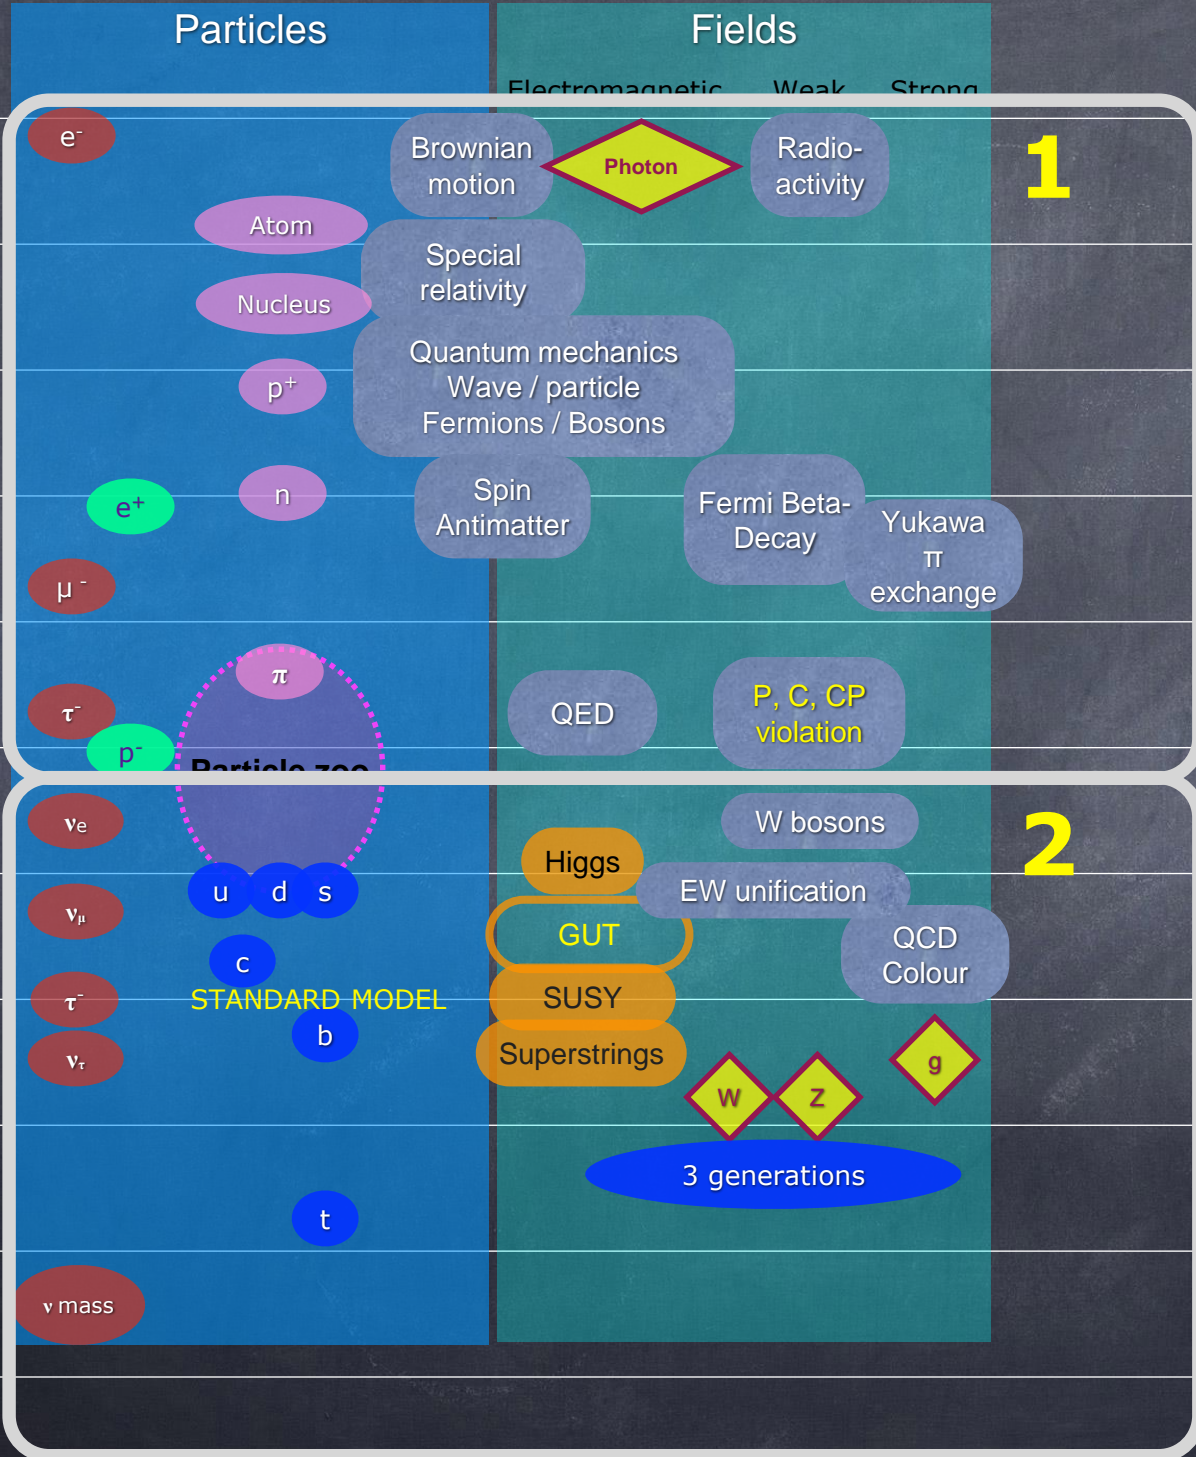 Particles
Fields
Electromagnetic
Weak
Strong
e-
Brownian
motion
Photon
Radio-
activity
1
Atom
Special
relativity
Nucleus
Quantum mechanics
Wave / particle
Fermions / Bosons
p+
e+
n
Spin
Antimatter
Fermi Beta-
Decay
Yukawa
π
exchange
μ -
π
τ-
QED
P, C, CP
violation
p-
Particle zoo
νe
W bosons
2
Higgs
EW unification
u
d
s
νμ
GUT
QCD
Colour
c
τ-
STANDARD MODEL
SUSY
b
ντ
Superstrings
g
W
Z
3 generations
t
ν mass